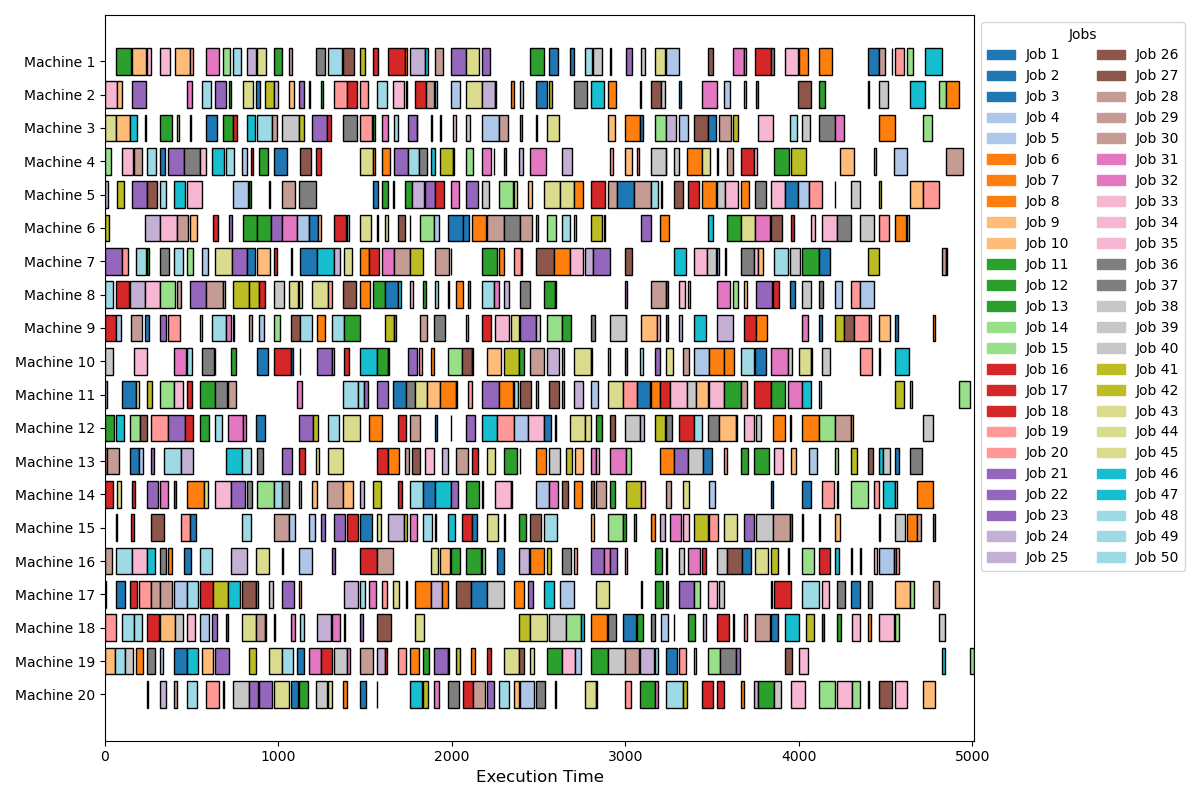 Jobs
Machine 1
Machine 2
Machine 3
Machine 4
Machine 5
Machine 6
Machine 7
Machine 8
Machine 9
Machine 10
Machine 11
Machine 12
Machine 13
Machine 14
Machine 15
Machine 16
Machine 17
Machine 18
Machine 19
Machine 20
0 1000 2000 3000 4000 5000
Execution Time
Job 1
Job 2
Job 3
Job 4
Job 5
Job 6
Job 7
Job 8
Job 9
Job 10
Job 11
Job 12
Job 13
Job 14
Job 15
Job 16
Job 17
Job 18
Job 19
Job 20
Job 21
Job 22
Job 23
Job 24
Job 25
Job 26
Job 27
Job 28
Job 29
Job 30
Job 31
Job 32
Job 33
Job 34
Job 35
Job 36
Job 37
Job 38
Job 39
Job 40
Job 41
Job 42
Job 43
Job 44
Job 45
Job 46
Job 47
Job 48
Job 49
Job 50